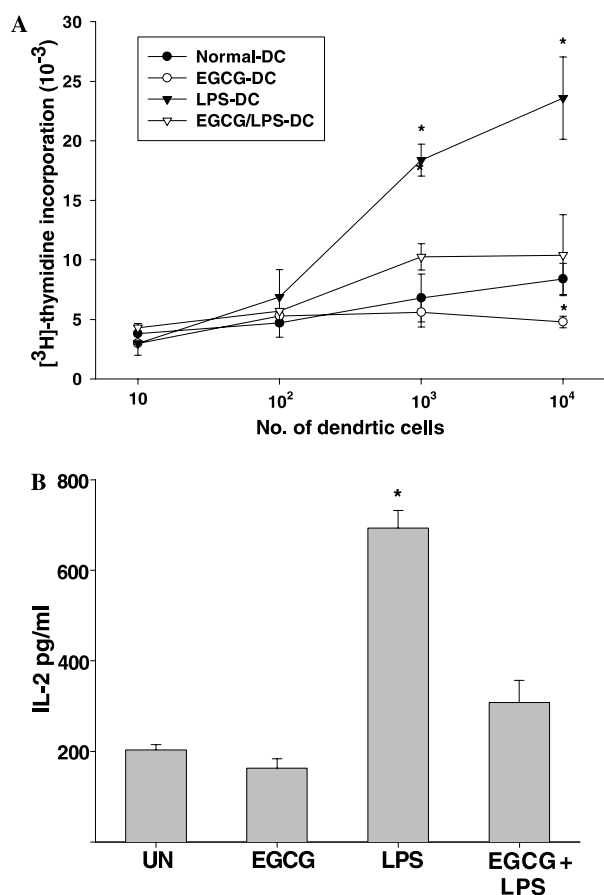 A
[³H]-thymidine incorporation (10⁻³)
30
25
20
15
10
5
0
Normal-DC
EGCG-DC
LPS-DC
EGCG/LPS-DC
*
*
*
*
10
10²
10³
10⁴
No. of dendrtic cells
B
IL-2 pg/ml
800
600
400
200
*
UN
EGCG
LPS
EGCG +
LPS